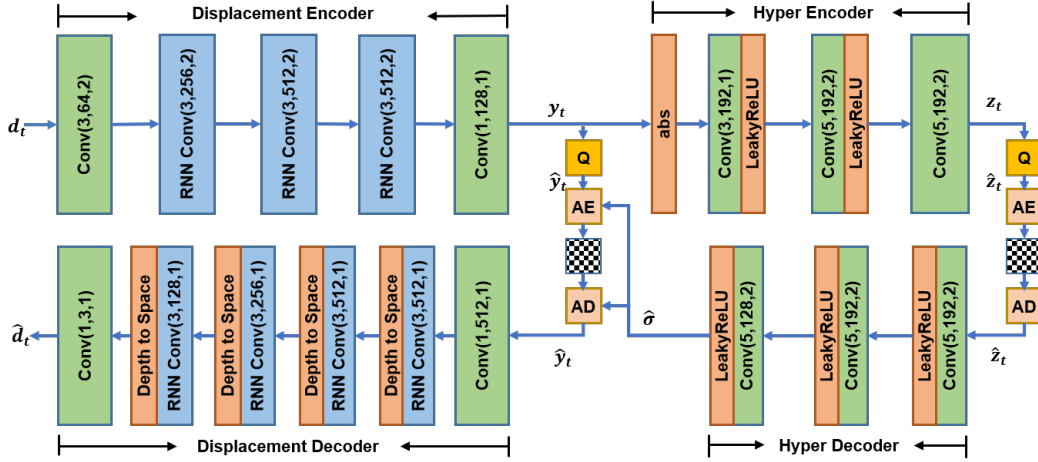 Displacement Encoder
Hyper Encoder
d_t
Conv(3,64,2)
RNN Conv(3,256,2)
RNN Conv(3,512,2)
RNN Conv(3,512,2)
Conv(1,128,1)
y_t
abs
Conv(3,192,1)
LeakyReLU
Conv(5,192,2)
LeakyReLU
Conv(5,192,2)
z_t
Q
ŷ_t
AE
AD
Q
ẑ_t
AE
AD
d̂_t
Conv(1,3,1)
Depth to Space
RNN Conv(3,128,1)
Depth to Space
RNN Conv(3,256,1)
Depth to Space
RNN Conv(3,512,1)
Depth to Space
RNN Conv(3,512,1)
Conv(1,512,1)
ŷ_t
σ̂
LeakyReLU
Conv(5,128,2)
LeakyReLU
Conv(5,192,2)
LeakyReLU
Conv(5,192,2)
ẑ_t
Displacement Decoder
Hyper Decoder